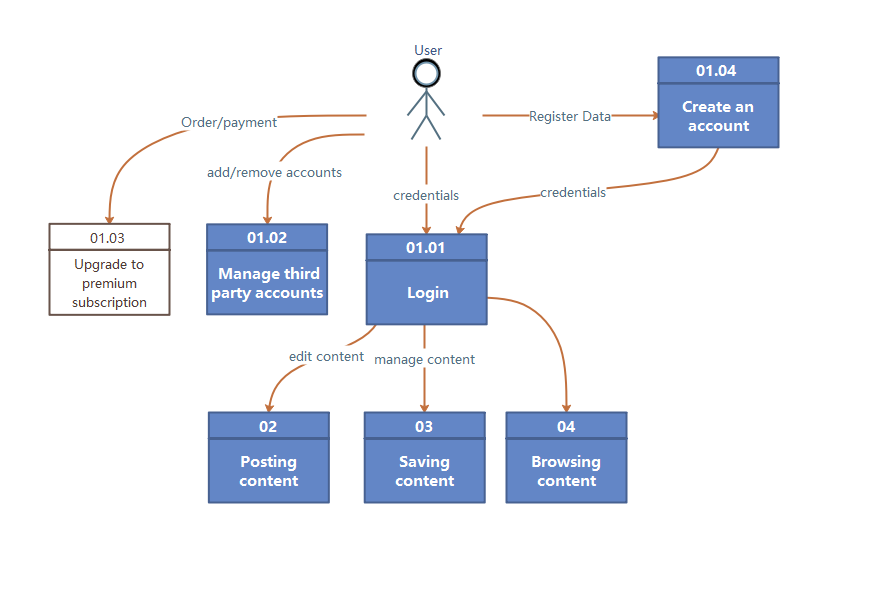 User
01.04
Create an
account
Order/payment
Register Data
add/remove accounts
credentials
credentials
01.03
Upgrade to
premium
subscription
01.02
Manage third
party accounts
01.01
Login
edit content
manage content
02
Posting
content
03
Saving
content
04
Browsing
content